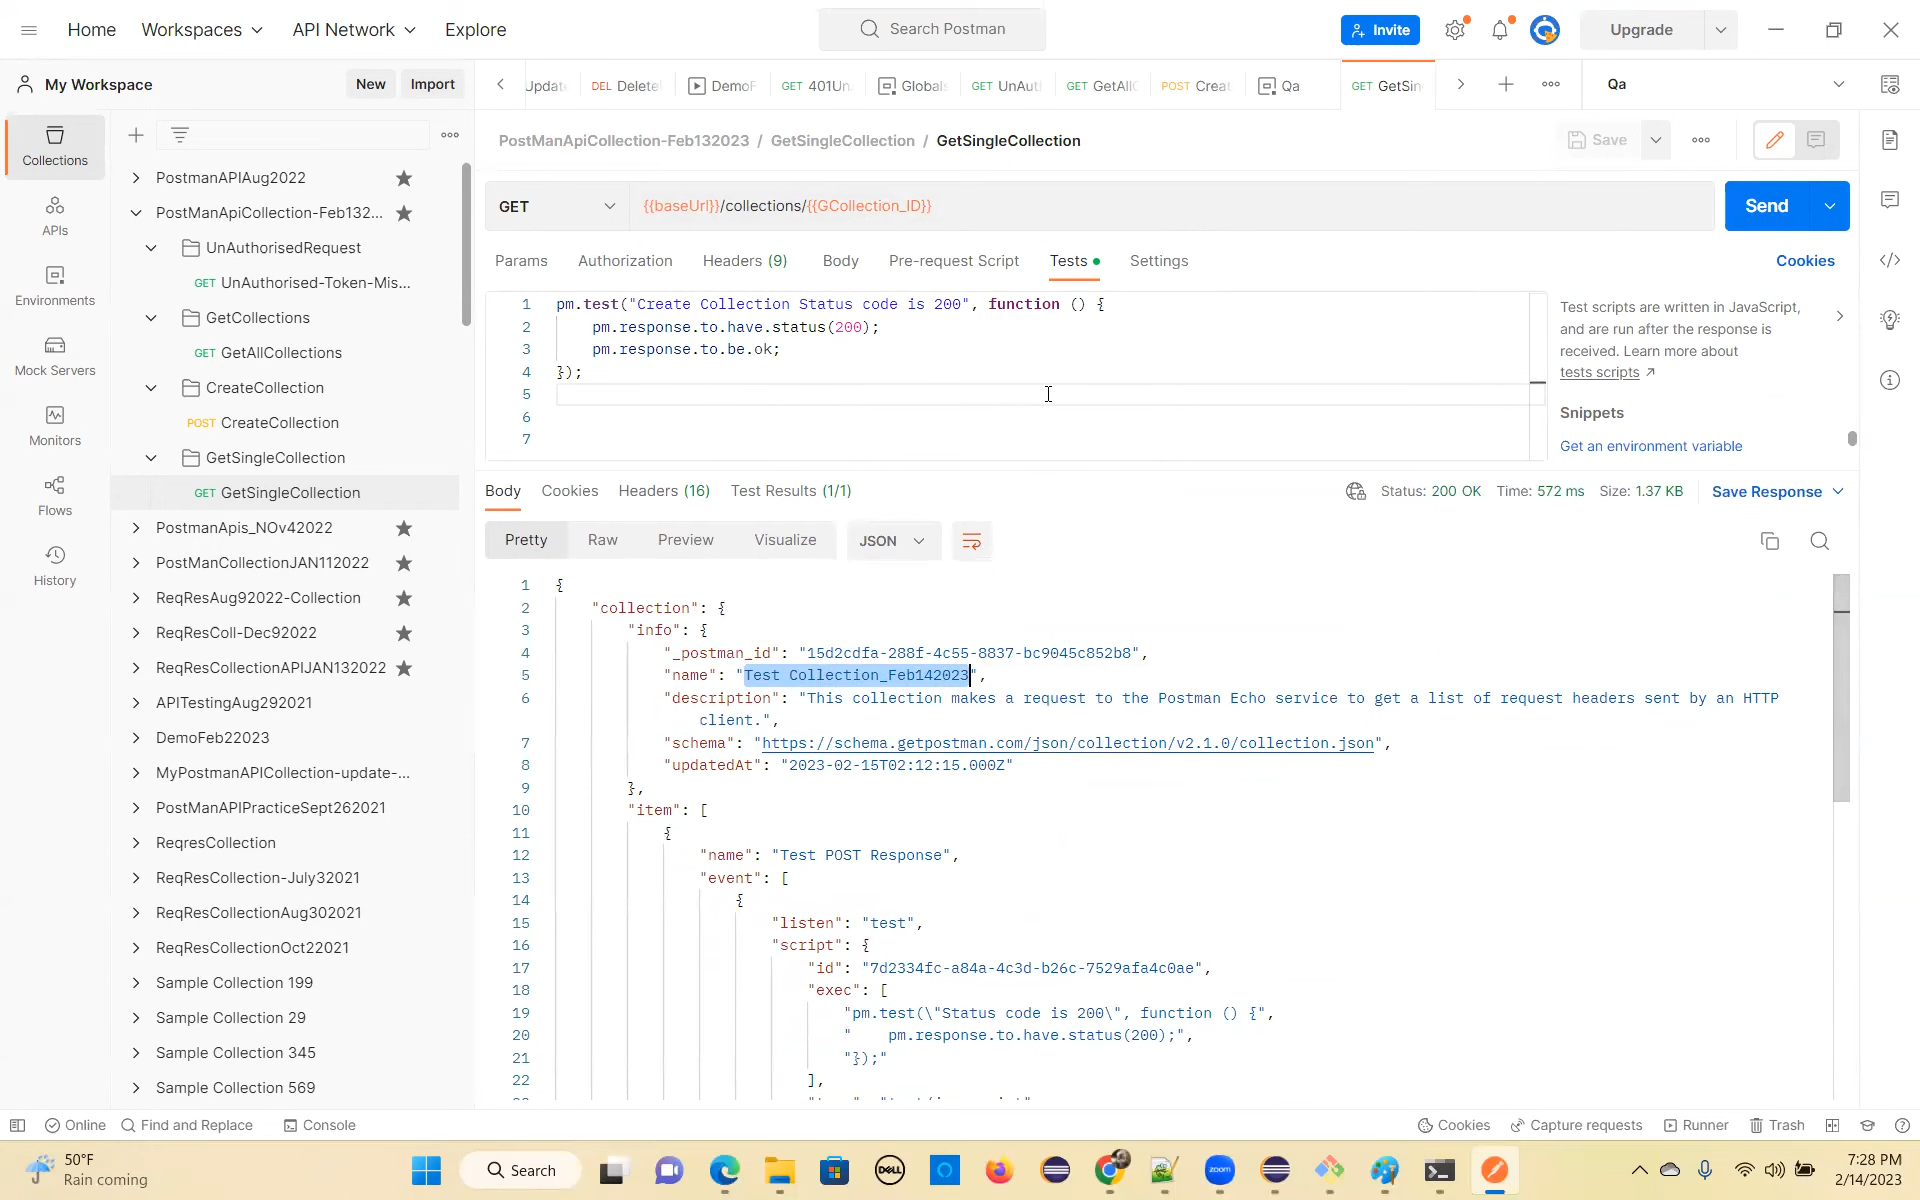 Home
Workspaces
API Network
Explore
Search Postman
Invite
Upgrade
My Workspace
New
Import
Update
DEL Delete
DemoF
GET 401Un
Globals
GET UnAut
GET GetAllC
POST Creat
Qa
GET GetSin
Qa
Collections
APIs
Environments
Mock Servers
Monitors
Flows
History
PostmanAPIAug2022
PostManApiCollection-Feb132...
UnAuthorisedRequest
GET UnAuthorised-Token-Mis...
GetCollections
GET GetAllCollections
CreateCollection
POST CreateCollection
GetSingleCollection
GET GetSingleCollection
PostmanApis_NOv42022
PostManCollectionJAN112022
ReqResAug92022-Collection
ReqResColl-Dec92022
ReqResCollectionAPIJAN132022
APITestingAug292021
DemoFeb22023
MyPostmanAPICollection-update-...
PostManAPIPracticeSept262021
ReqresCollection
ReqResCollection-July32021
ReqResCollectionAug302021
ReqResCollectionOct22021
Sample Collection 199
Sample Collection 29
Sample Collection 345
Sample Collection 569
PostManApiCollection-Feb132023 / GetSingleCollection / GetSingleCollection
Save
GET
{{baseUrl}}/collections/{{GCollection_ID}}
Send
Params
Authorization
Headers (9)
Body
Pre-request Script
Tests
Settings
Cookies
1 pm.test("Create Collection Status code is 200", function () {
2 pm.response.to.have.status(200);
3 pm.response.to.be.ok;
4 });
5
6
7
Test scripts are written in JavaScript,
and are run after the response is
received. Learn more about
tests scripts ↗
Snippets
Get an environment variable
Body
Cookies
Headers (16)
Test Results (1/1)
Status: 200 OK
Time: 572 ms
Size: 1.37 KB
Save Response
Pretty
Raw
Preview
Visualize
JSON
1 {
2 "collection": {
3 "info": {
4 "_postman_id": "15d2cdfa-288f-4c55-8837-bc9045c852b8",
5 "name": "Test Collection_Feb142023",
6 "description": "This collection makes a request to the Postman Echo service to get a list of request headers sent by an HTTP
client.",
7 "schema": "https://schema.getpostman.com/json/collection/v2.1.0/collection.json",
8 "updatedAt": "2023-02-15T02:12:15.000Z"
9 },
10 "item": [
11 {
12 "name": "Test POST Response",
13 "event": [
14 {
15 "listen": "test",
16 "script": {
17 "id": "7d2334fc-a84a-4c3d-b26c-7529afa4c0ae",
18 "exec": [
19 "pm.test(\"Status code is 200\", function () {",
20 " pm.response.to.have.status(200);",
21 "});"
22 ],
Online
Find and Replace
Console
Cookies
Capture requests
Runner
Trash
50°F
Rain coming
Search
DELL
zoom
7:28 PM
2/14/2023